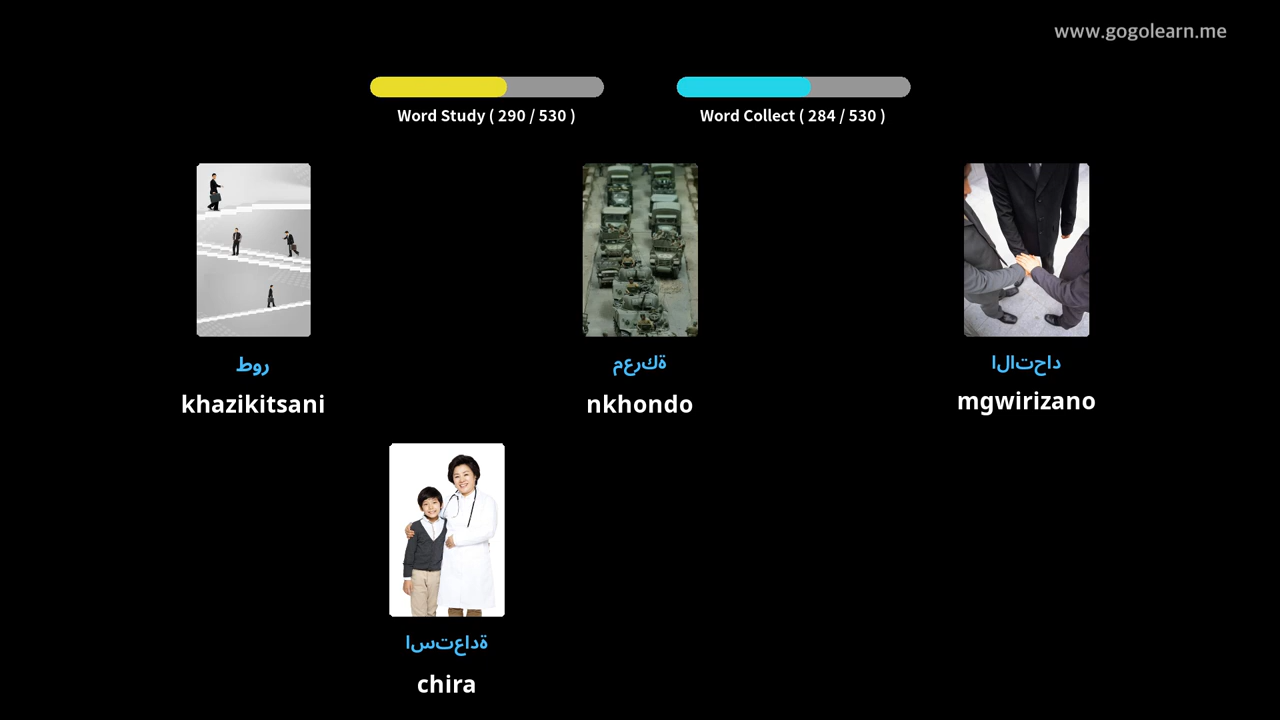 www.gogolearn.me
Word Study ( 290 / 530 )
Word Collect ( 284 / 530 )
طور
معركة
الاتحاد
khazikitsani
nkhondo
mgwirizano
استعادة
chira